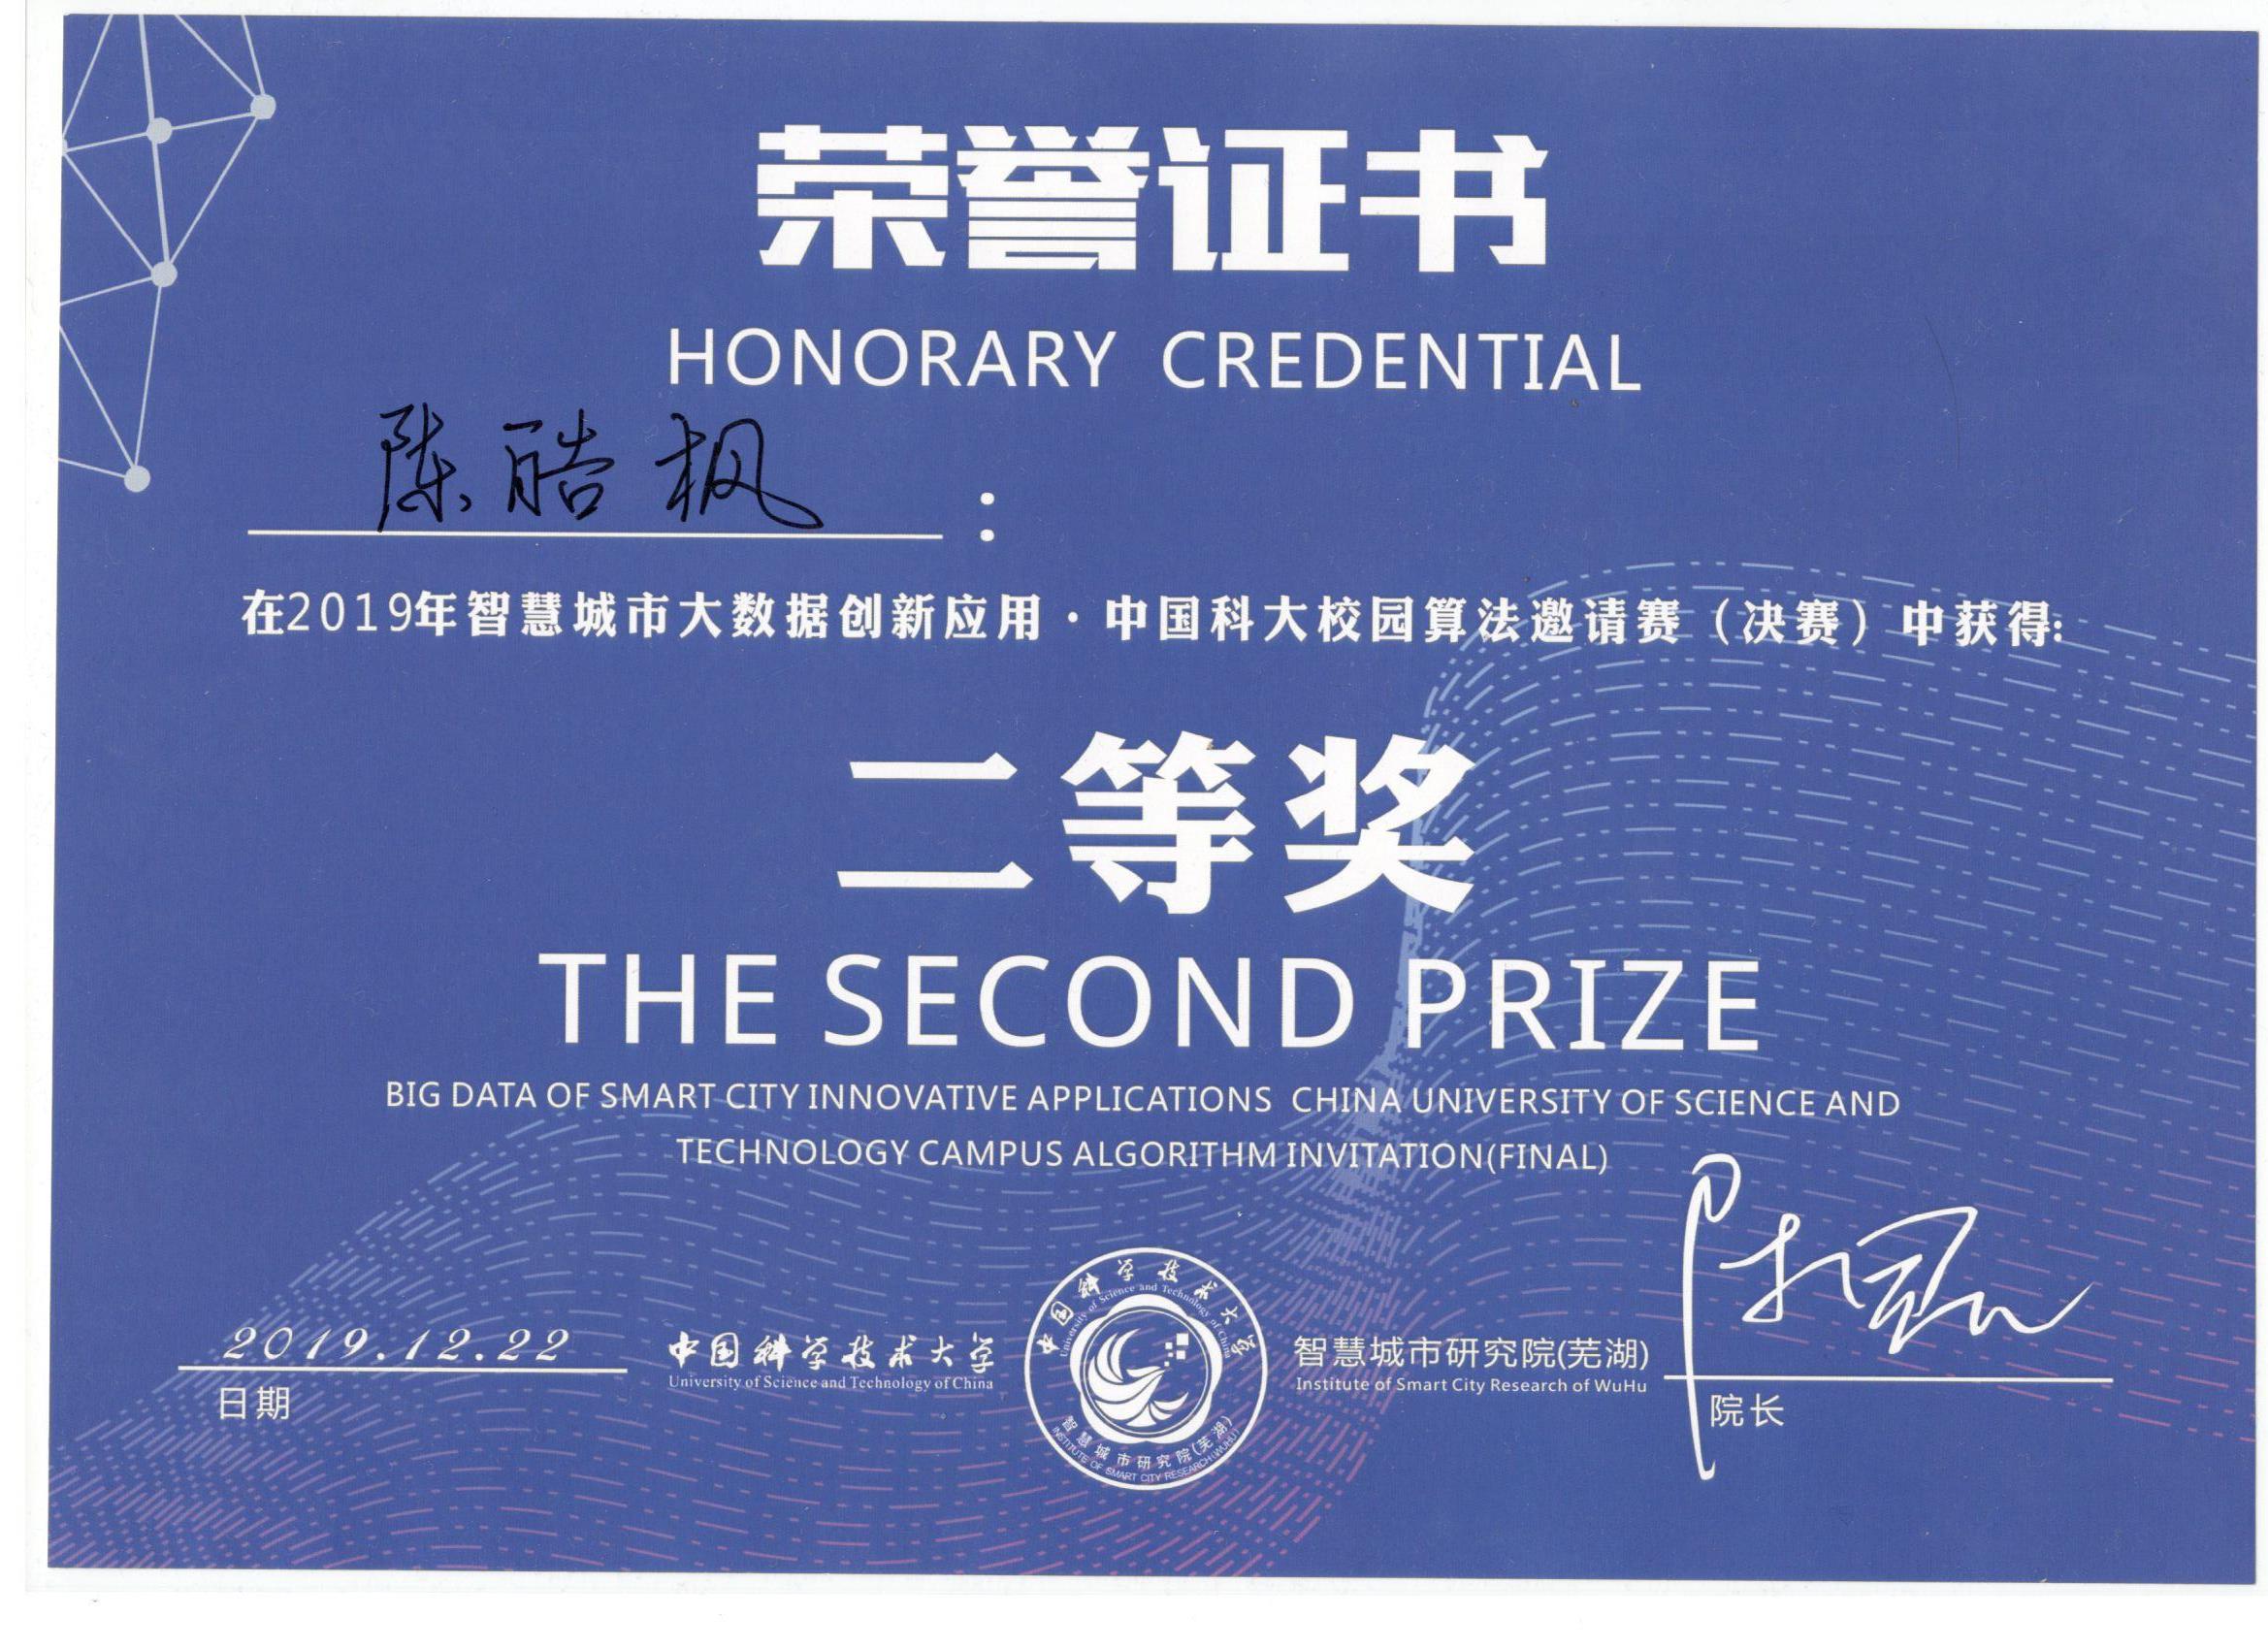 荣誉证书
HONORARY CREDENTIAL
陈皓枫：
在2019年智慧城市大数据创新应用·中国科大校园算法邀请赛（决赛）中获得:
二等奖
THE SECOND PRIZE
BIG DATA OF SMART CITY INNOVATIVE APPLICATIONS CHINA UNIVERSITY OF SCIENCE AND
TECHNOLOGY CAMPUS ALGORITHM INVITATION(FINAL)
2019.12.22
日期
中国科学技术大学
University of Science and Technology of China
中国科学技术大学
University of Science and Technology of China
智慧城市研究院(芜湖)
INSTITUTE OF SMART CITY RESEARCH(WUHU)
智慧城市研究院(芜湖)
Institute of Smart City Research of WuHu
院长